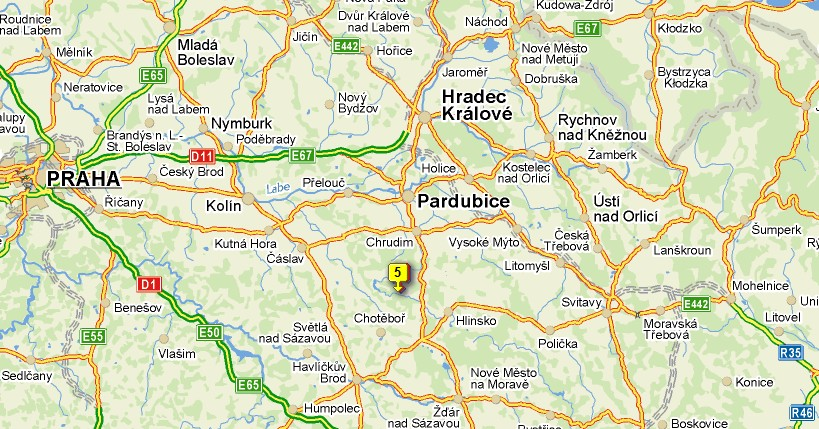 Roudnice
nad Labem
Dvůr Králové
nad Labem
Náchod
Kudowa-Zdrój
E67
Kłodzko
Mělník
Mladá
Boleslav
Jičín
E442
Hořice
Nové Město
nad Metují
Jaroměř
Dobruška
Bystrzyca
Kłodzka
E65
Neratovice
Lysá
nad Labem
Nový
Bydžov
Hradec
Králové
Rychnov
nad Kněžnou
Brandýs n. L.-
St. Boleslav
Nymburk
Poděbrady
D11
E67
Žamberk
PRAHA
Český Brod
Labe
Přelouč
Holice
Kostelec
nad Orlicí
Říčany
Kolín
Pardubice
Ústí
nad Orlicí
Šumperk
Kutná Hora
Čáslav
Chrudim
Vysoké Mýto
Česká
Třebová
Lanškroun
Litomyšl
5
D1
Benešov
Mohelnice
Svitavy
E442
Moravská
Třebová
Litovel
E55
E50
Vlašim
Světlá
nad Sázavou
Chotěboř
Hlinsko
Polička
R35
Sedlčany
E65
Havlíčkův
Brod
Nové Město
na Moravě
Konice
Humpolec
Žďár
nad Sázavou
Boskovice
R46